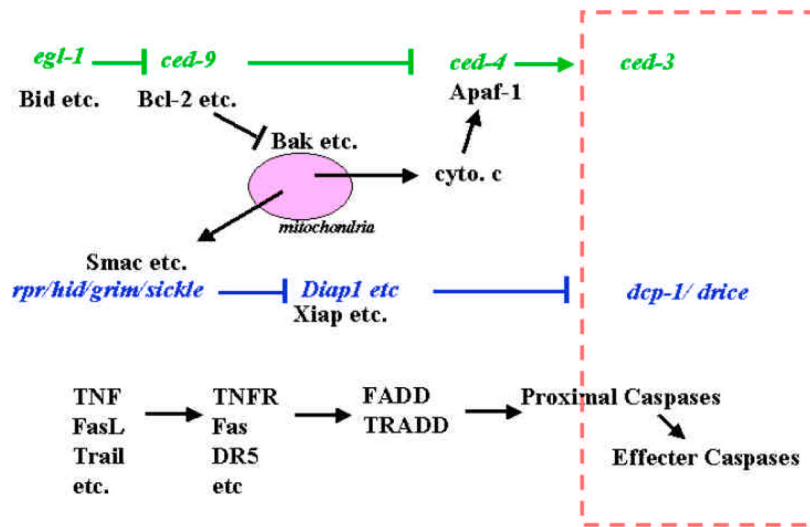 egl-1 ced-9 ced-4 ced-3
Bid etc. Bcl-2 etc. Apaf-1
Bak etc.
cyto. c
mitochondria
Smac etc.
rpr/hid/grim/sickle Diap1 etc dcp-1/ drice
Xiap etc.
TNF TNFR FADD Proximal Caspases
FasL Fas TRADD
Trail DR5 Effecter Caspases
etc. etc